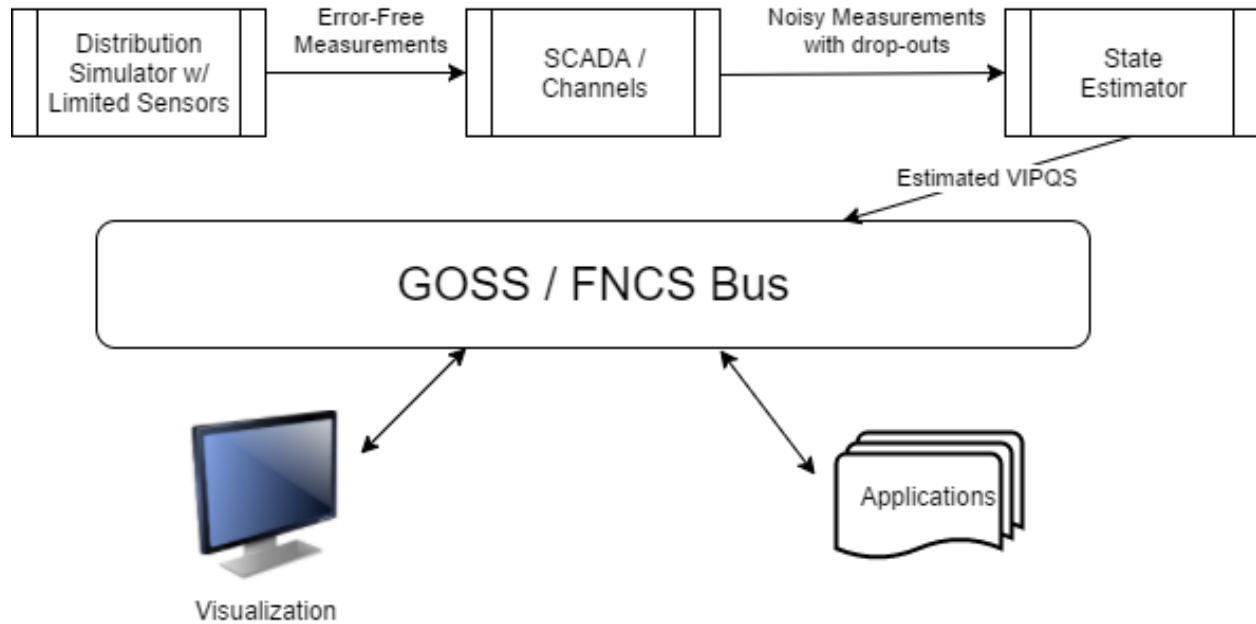 Distribution
Simulator w/
Limited Sensors
Error-Free
Measurements
SCADA /
Channels
Noisy Measurements
with drop-outs
State
Estimator
Estimated VIPQS
GOSS / FNCS Bus
Visualization
Applications